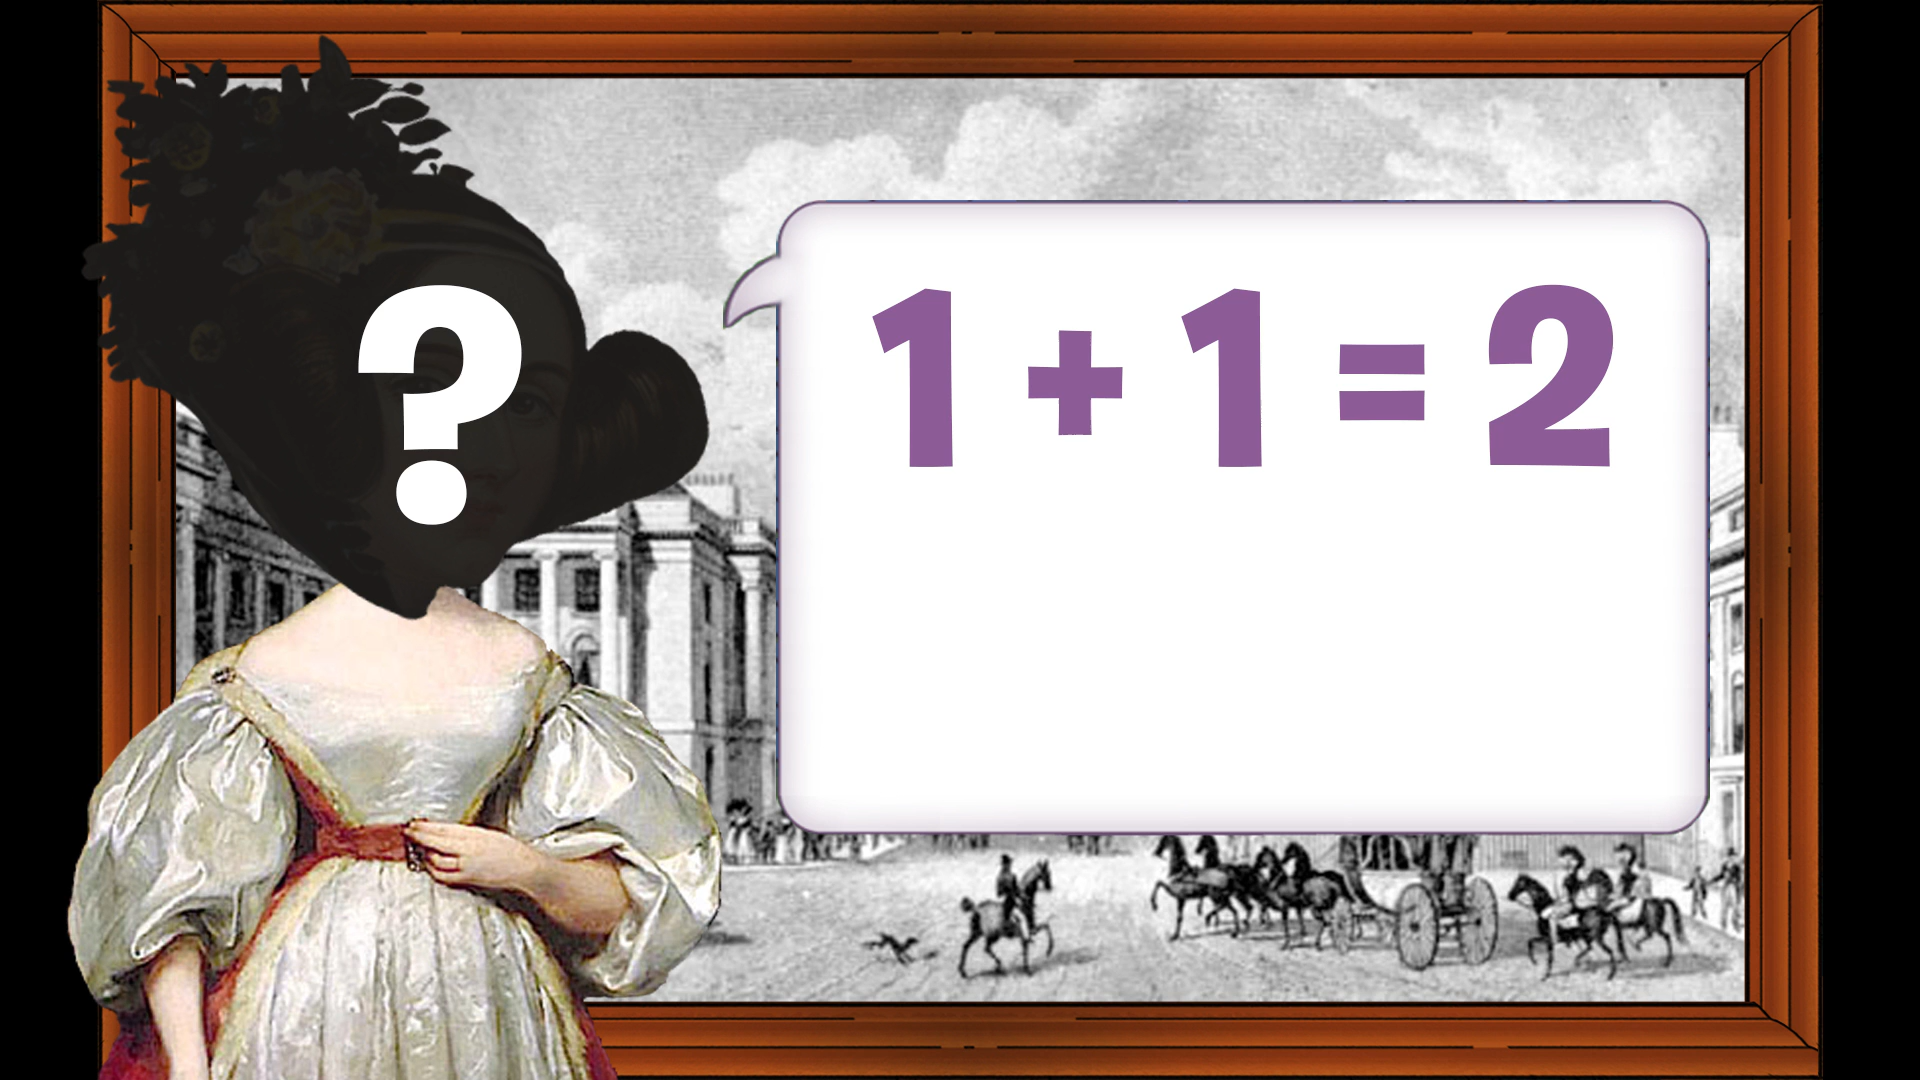 ?
1 + 1 = 2